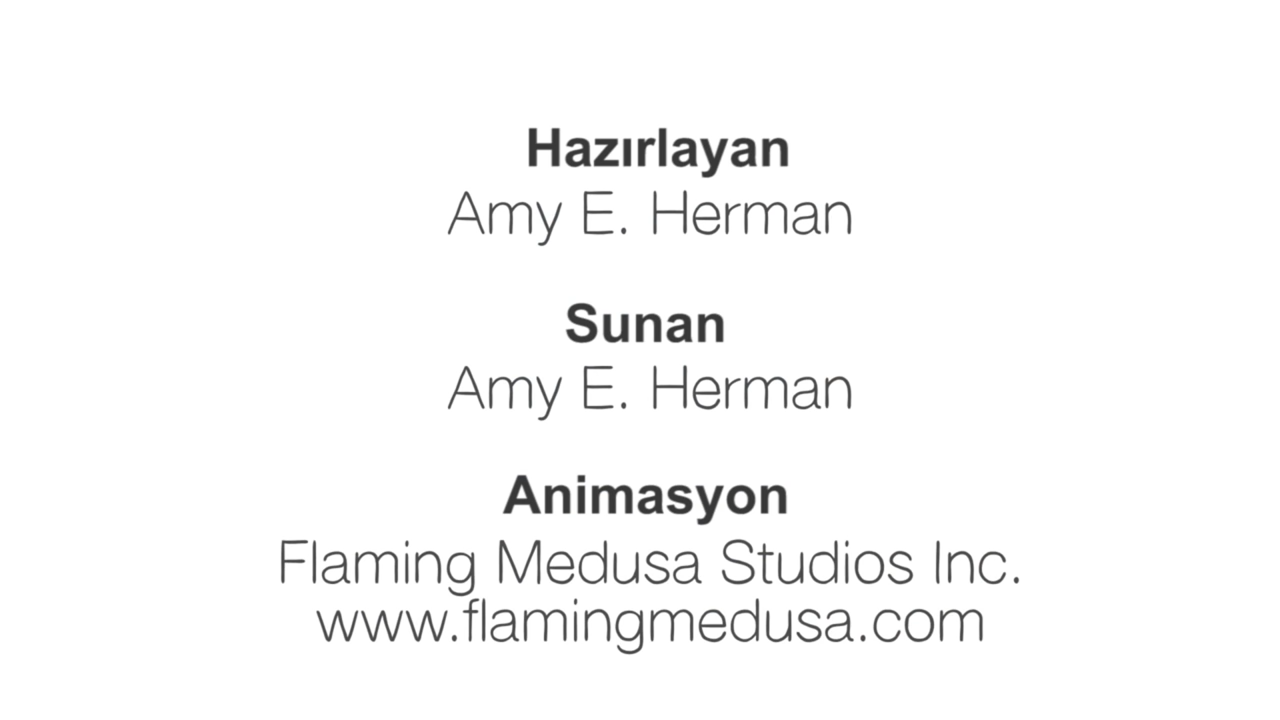 Hazırlayan
Amy E. Herman
Sunan
Amy E. Herman
Animasyon
Flaming Medusa Studios Inc.
www.flamingmedusa.com